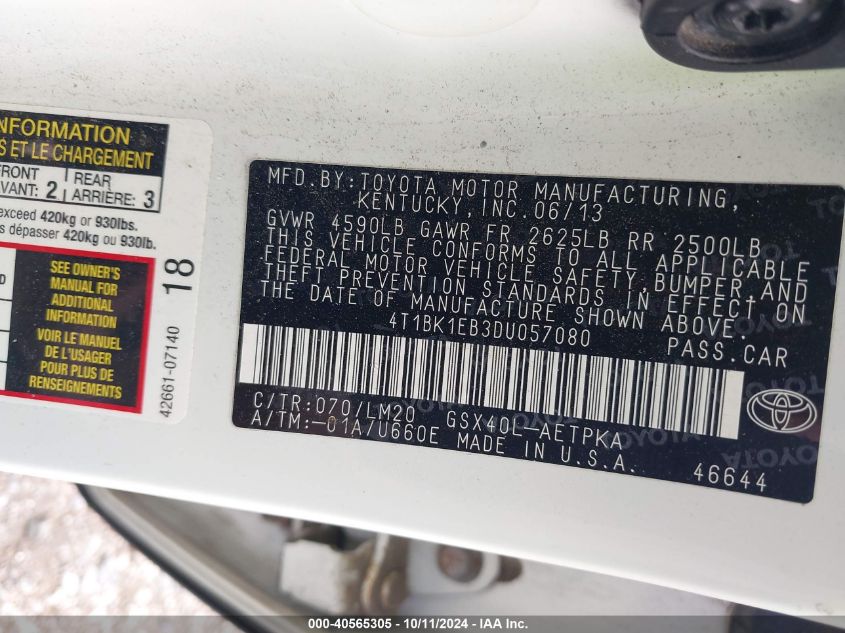 NFORMATION
S ET LE CHARGEMENT
FRONT
VANT: 2
REAR
ARRIÈRE: 3
exceed 420kg or 930lbs.
s dépasser 420kg ou 930lb.
SEE OWNER'S
MANUAL FOR
ADDITIONAL
INFORMATION
VOIR LE MANUEL
DE L'USAGER
POUR PLUS DE
RENSEIGNEMENTS
42661-07140 18
MFD.BY:TOYOTA MOTOR MANUFACTURING,
KENTUCKY,INC.06/13
GVWR 4590LB GAWR FR 2625LB RR 2500LB
THIS VEHICLE CONFORMS TO ALL APPLICABLE
FEDERAL MOTOR VEHICLE SAFETY,BUMPER,AND
THEFT PREVENTION STANDARDS IN EFFECT ON
THE DATE OF MANUFACTURE SHOWN ABOVE.
4T1BK1EB3DU057080
PASS.CAR
C/TR:070/LM20 GSX40L-AETPKA
A/TM:-01A/U660E MADE IN U.S.A.
46644
000-40565305 - 10/11/2024 - IAA Inc.